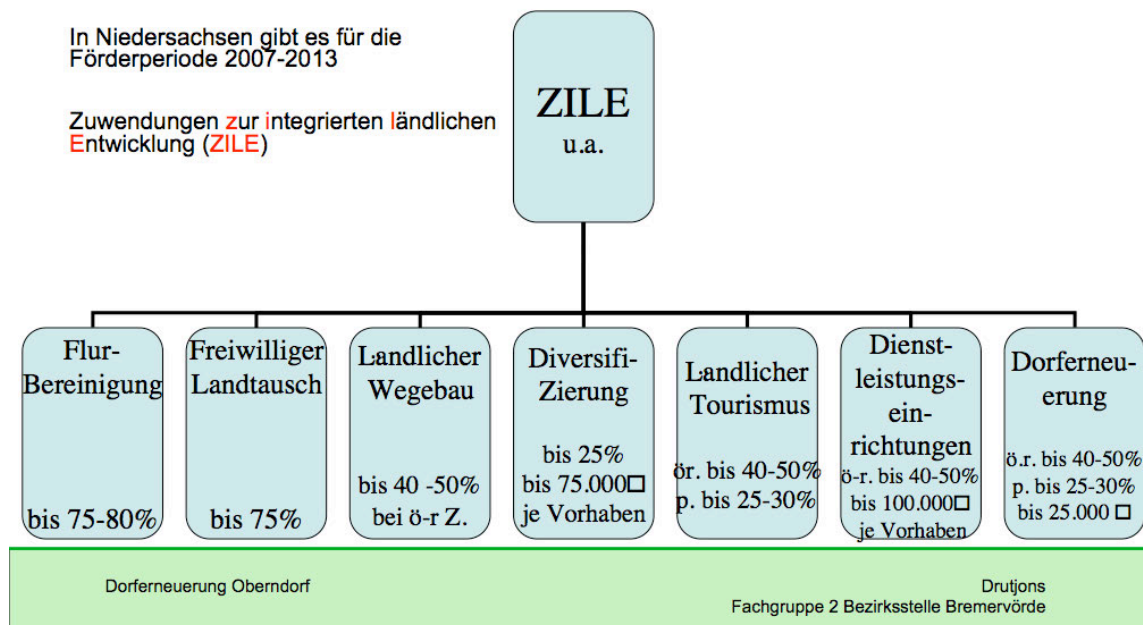 In Niedersachsen gibt es für die
Förderperiode 2007-2013
Zuwendungen zur integrierten ländlichen
Entwicklung (ZILE)
ZILE
u.a.
Flur-
Bereinigung
bis 75-80%
Freiwilliger
Landtausch
bis 75%
Landlicher
Wegebau
bis 40 -50%
bei ö-r Z.
Diversifi-
Zierung
bis 25%
bis 75.000□
je Vorhaben
Landlicher
Tourismus
ör. bis 40-50%
p. bis 25-30%
Dienst-
leistungs-
ein-
richtungen
ö-r. bis 40-50%
bis 100.000□
je Vorhaben
Dorferneu-
erung
ö.r. bis 40-50%
p. bis 25-30%
bis 25.000 □
Dorferneuerung Oberndorf
Drutjons
Fachgruppe 2 Bezirksstelle Bremervörde